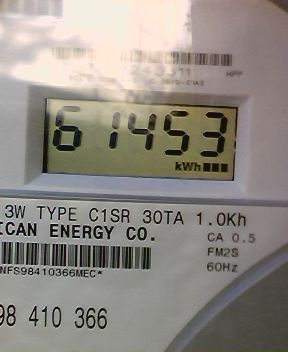 61453
kWh
3W TYPE C1SR 30TA 1.0Kh
ICAN ENERGY CO.
CA 0.5
FM2S
60Hz
NFS98410366MEC*
98 410 366